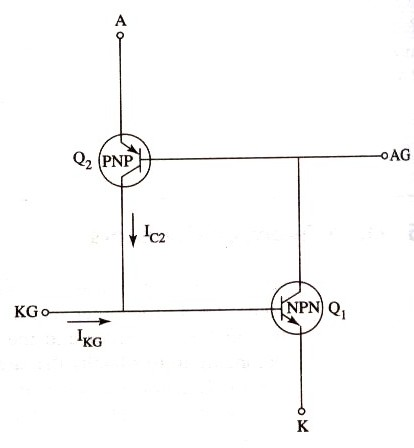 A
Q2 PNP
AG
IC2
KG
IKG
NPN Q1
K